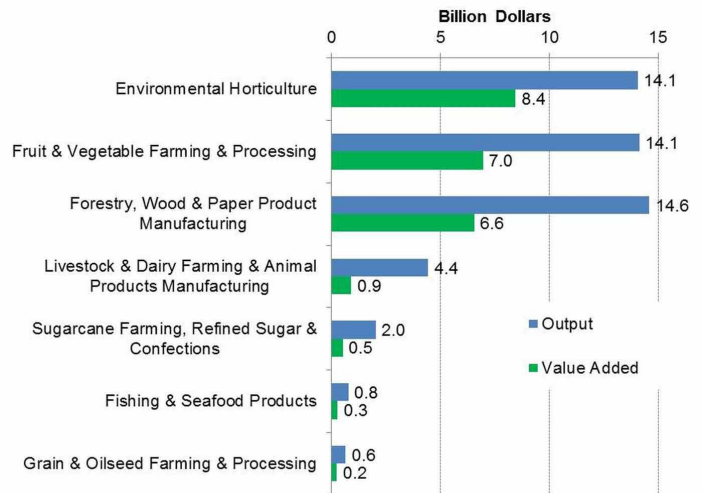 Billion Dollars
0 5 10 15
Environmental Horticulture
14.1
8.4
Fruit & Vegetable Farming & Processing
14.1
7.0
Forestry, Wood & Paper Product
Manufacturing
14.6
6.6
Livestock & Dairy Farming & Animal
Products Manufacturing
4.4
0.9
Sugarcane Farming, Refined Sugar &
Confections
2.0
0.5
Output
Value Added
Fishing & Seafood Products
0.8
0.3
Grain & Oilseed Farming & Processing
0.6
0.2